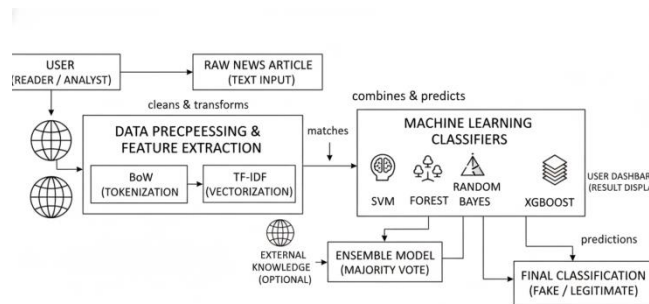 USER
(READER / ANALYST)
RAW NEWS ARTICLE
(TEXT INPUT)
cleans & transforms
combines & predicts
DATA PRECPEESSING &
FEATURE EXTRACTION
BoW
(TOKENIZATION)
TF-IDF
(VECTORIZATION)
matches
MACHINE LEARNING
CLASSIFIERS
SVM
FOREST
RANDOM
BAYES
XGBOOST
USER DASHBAR
(RESULT DISPLA
EXTERNAL
KNOWLEDGE
(OPTIONAL)
ENSEMBLE MODEL
(MAJORITY VOTE)
predictions
FINAL CLASSIFICATION
(FAKE / LEGITIMATE)